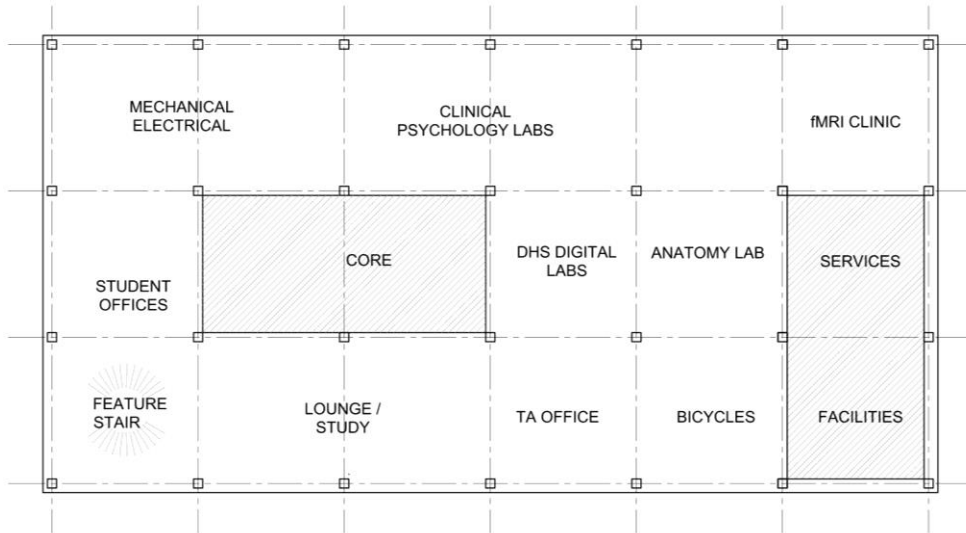 MECHANICAL
ELECTRICAL
CLINICAL
PSYCHOLOGY LABS
fMRI CLINIC
STUDENT
OFFICES
CORE
DHS DIGITAL
LABS
ANATOMY LAB
SERVICES
FEATURE
STAIR
LOUNGE /
STUDY
TA OFFICE
BICYCLES
FACILITIES